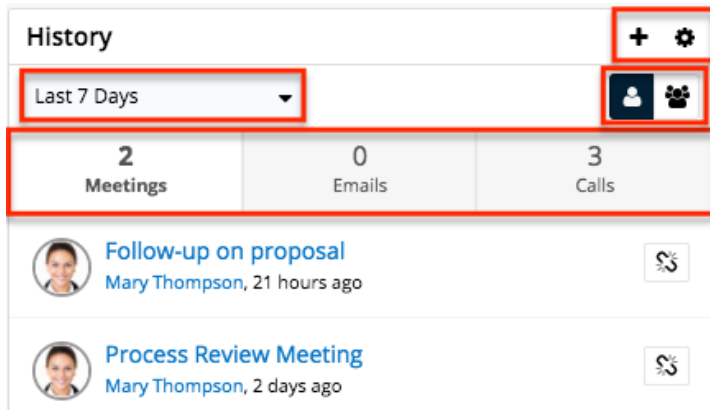 History
Last 7 Days
2 0 3
Meetings Emails Calls
Follow-up on proposal
Mary Thompson, 21 hours ago
Process Review Meeting
Mary Thompson, 2 days ago